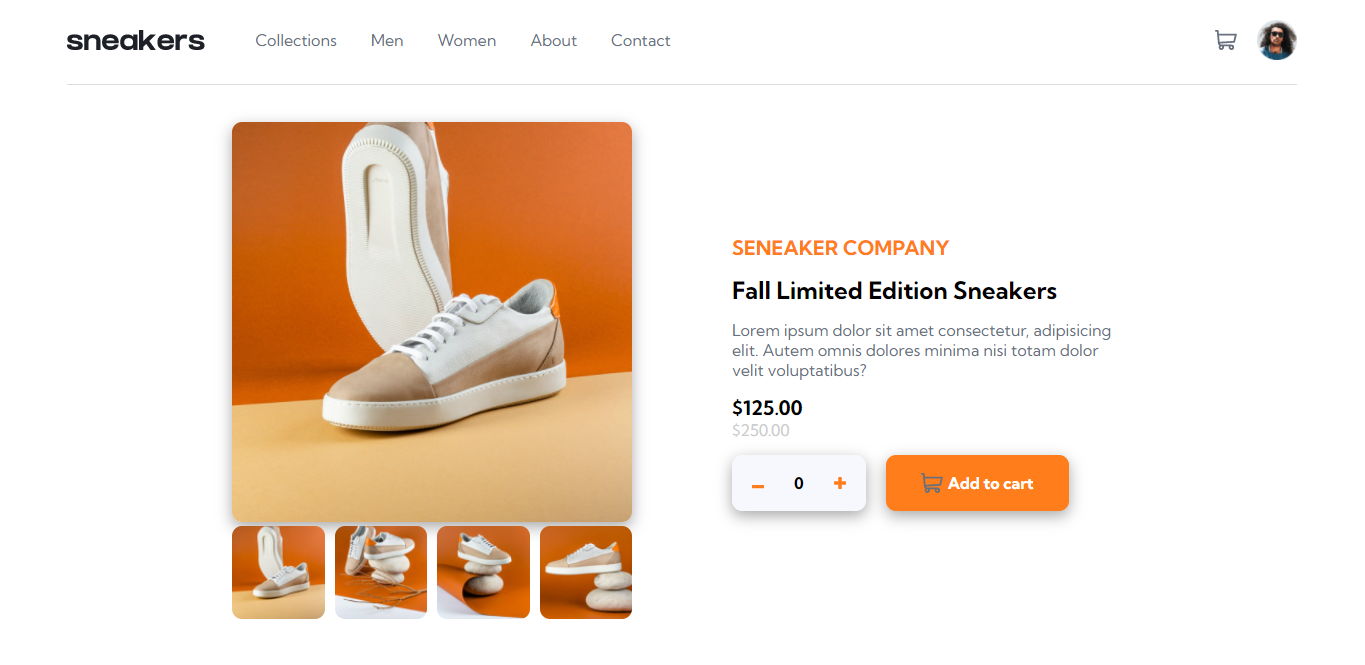 sneakers
Collections Men Women About Contact
SENEAKER COMPANY
Fall Limited Edition Sneakers
Lorem ipsum dolor sit amet consectetur, adipisicing
elit. Autem omnis dolores minima nisi totam dolor
velit voluptatibus?
$125.00
$250.00
– 0 + Add to cart